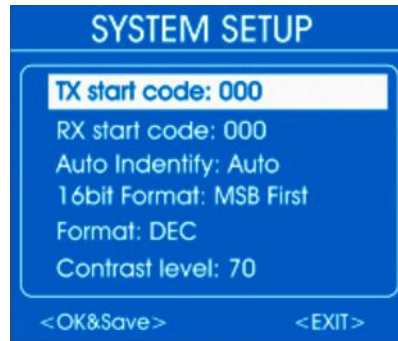 SYSTEM SETUP
TX start code: 000
RX start code: 000
Auto Indentify: Auto
16bit Format: MSB First
Format: DEC
Contrast level: 70
<OK&Save> <EXIT>